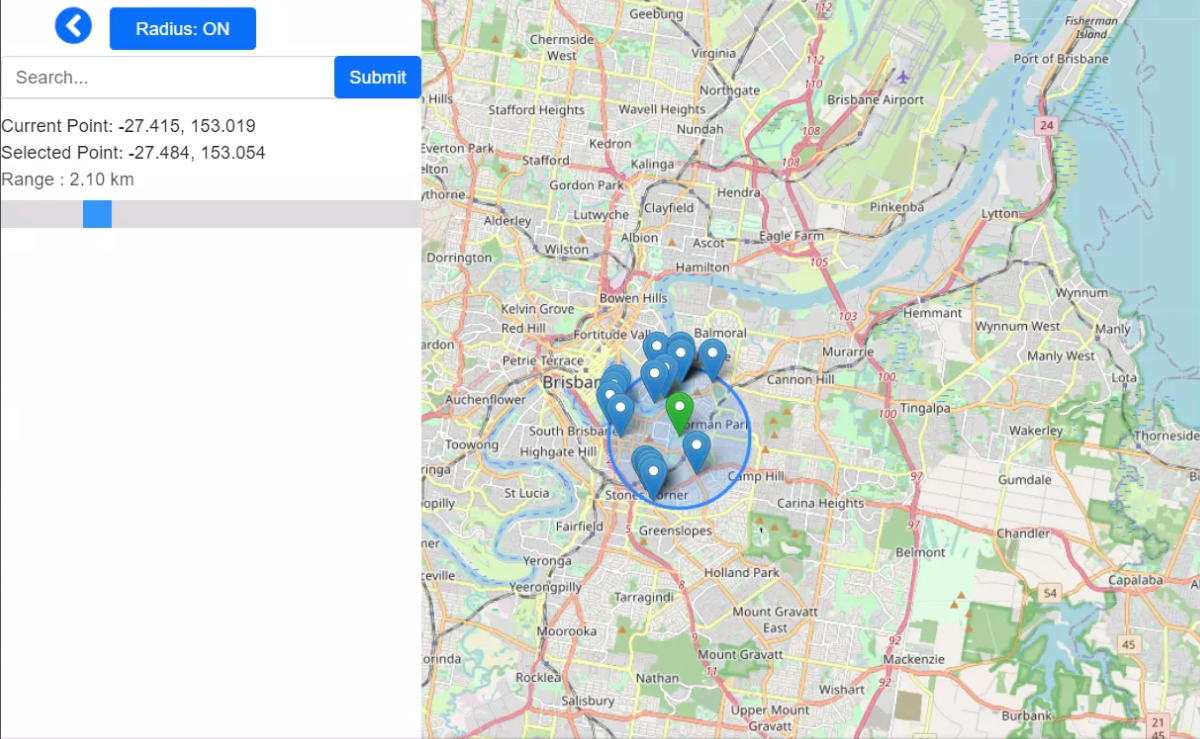 Radius: ON
Search...
Submit
Current Point: -27.415, 153.019
Selected Point: -27.484, 153.054
Range : 2.10 km
Geebung
112
Fisherman
Island
Chermside
West
Virginia
Port of Brisbane
112
110
Northgate
Hills
Stafford Heights
Wavell Heights
Brisbane Airport
Nundah
24
108
Everton Park
Kedron
Stafford
Kalinga
108
elton
Gordon Park
Hendra
ythorne
Clayfield
Pinkenba
Lutwyche
Lytton
Alderley
Albion
Ascot
Eagle Farm
Wilston
Dorrington
Hamilton
105
Bowen Hills
Wynnum
Kelvin Grove
103
Hemmant
Red Hill
Fortitude Vall
Balmoral
Wynnum West
Manly
ardon
Petrie Terrace
Murarrie
Manly West
Brisban
Cannon Hill
100
Lota
Auchenflower
100
Tingalpa
orman Park
South Brisbane
Wakerley
Thorneside
Toowong
Highgate Hill
ringa
Camp Hill
97
Gumdale
St Lucia
Stones Corner
Carina Heights
opilly
Fairfield
5
Greenslopes
97
Chandler
ner
Belmont
Yeronga
ceville
Holland Park
Capalaba
Yeerongpilly
8
54
Tarragindi
Mount Gravatt
East
Moorooka
9
92
45
orinda
Mount Gravatt
Mackenzie
11
Rocklea
Nathan
92
Wishart
Salisbury
Upper Mount
Gravatt
Burbank
21
45